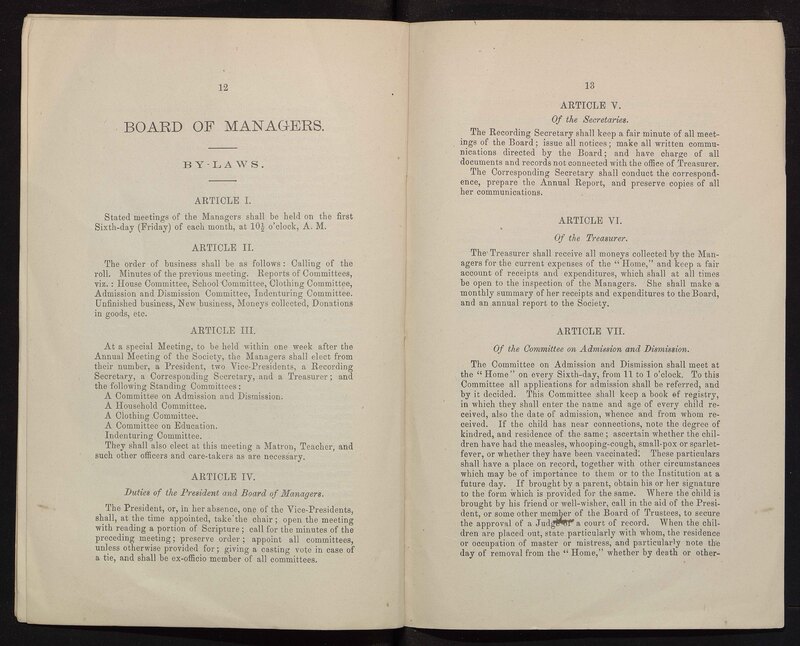 12
BOARD OF MANAGERS.
BY-LAWS.
ARTICLE I.
Stated meetings of the Managers shall be held on the first
Sixth-day (Friday) of each month, at 10½ o'clock, A. M.
ARTICLE II.
The order of business shall be as follows: Calling of the
roll. Minutes of the previous meeting. Reports of Committees,
viz.: House Committee, School Committee, Clothing Committee,
Admission and Dismission Committee, Indenturing Committee.
Unfinished business, New business, Moneys collected, Donations
in goods, etc.
ARTICLE III.
At a special Meeting, to be held within one week after the
Annual Meeting of the Society, the Managers shall elect from
their number, a President, two Vice-Presidents, a Recording
Secretary, a Corresponding Secretary, and a Treasurer; and
the following Standing Committees:
A Committee on Admission and Dismission.
A Household Committee.
A Clothing Committee.
A Committee on Education.
Indenturing Committee.
They shall also elect at this meeting a Matron, Teacher, and
such other officers and care-takers as are necessary.
ARTICLE IV.
Duties of the President and Board of Managers.
The President, or, in her absence, one of the Vice-Presidents,
shall, at the time appointed, take the chair; open the meeting
with reading a portion of Scripture; call for the minutes of the
preceding meeting; preserve order; appoint all committees,
unless otherwise provided for; giving a casting vote in case of
a tie, and shall be ex-officio member of all committees.
13
ARTICLE V.
Of the Secretaries.
The Recording Secretary shall keep a fair minute of all meet-
ings of the Board; issue all notices; make all written commu-
nications directed by the Board; and have charge of all
documents and records not connected with the office of Treasurer.
The Corresponding Secretary shall conduct the correspond-
ence, prepare the Annual Report, and preserve copies of all
her communications.
ARTICLE VI.
Of the Treasurer.
The Treasurer shall receive all moneys collected by the Man-
agers for the current expenses of the "Home," and keep a fair
account of receipts and expenditures, which shall at all times
be open to the inspection of the Managers. She shall make a
monthly summary of her receipts and expenditures to the Board,
and an annual report to the Society.
ARTICLE VII.
Of the Committee on Admission and Dismission.
The Committee on Admission and Dismission shall meet at
the "Home" on every Sixth-day, from 11 to 1 o'clock. To this
Committee all applications for admission shall be referred, and
by it decided. This Committee shall keep a book of registry,
in which they shall enter the name and age of every child re-
ceived, also the date of admission, whence and from whom re-
ceived. If the child has near connections, note the degree of
kindred, and residence of the same; ascertain whether the chil-
dren have had the measles, whooping-cough, small-pox or scarlet-
fever, or whether they have been vaccinated. These particulars
shall have a place on record, together with other circumstances
which may be of importance to them or to the Institution at a
future day. If brought by a parent, obtain his or her signature
to the form which is provided for the same. Where the child is
brought by his friend or well-wisher, call in the aid of the Presi-
dent, or some other member of the Board of Trustees, to secure
the approval of a Judge a court of record. When the chil-
dren are placed out, state particularly with whom, the residence
or occupation of master or mistress, and particularly note the
day of removal from the "Home," whether by death or other-